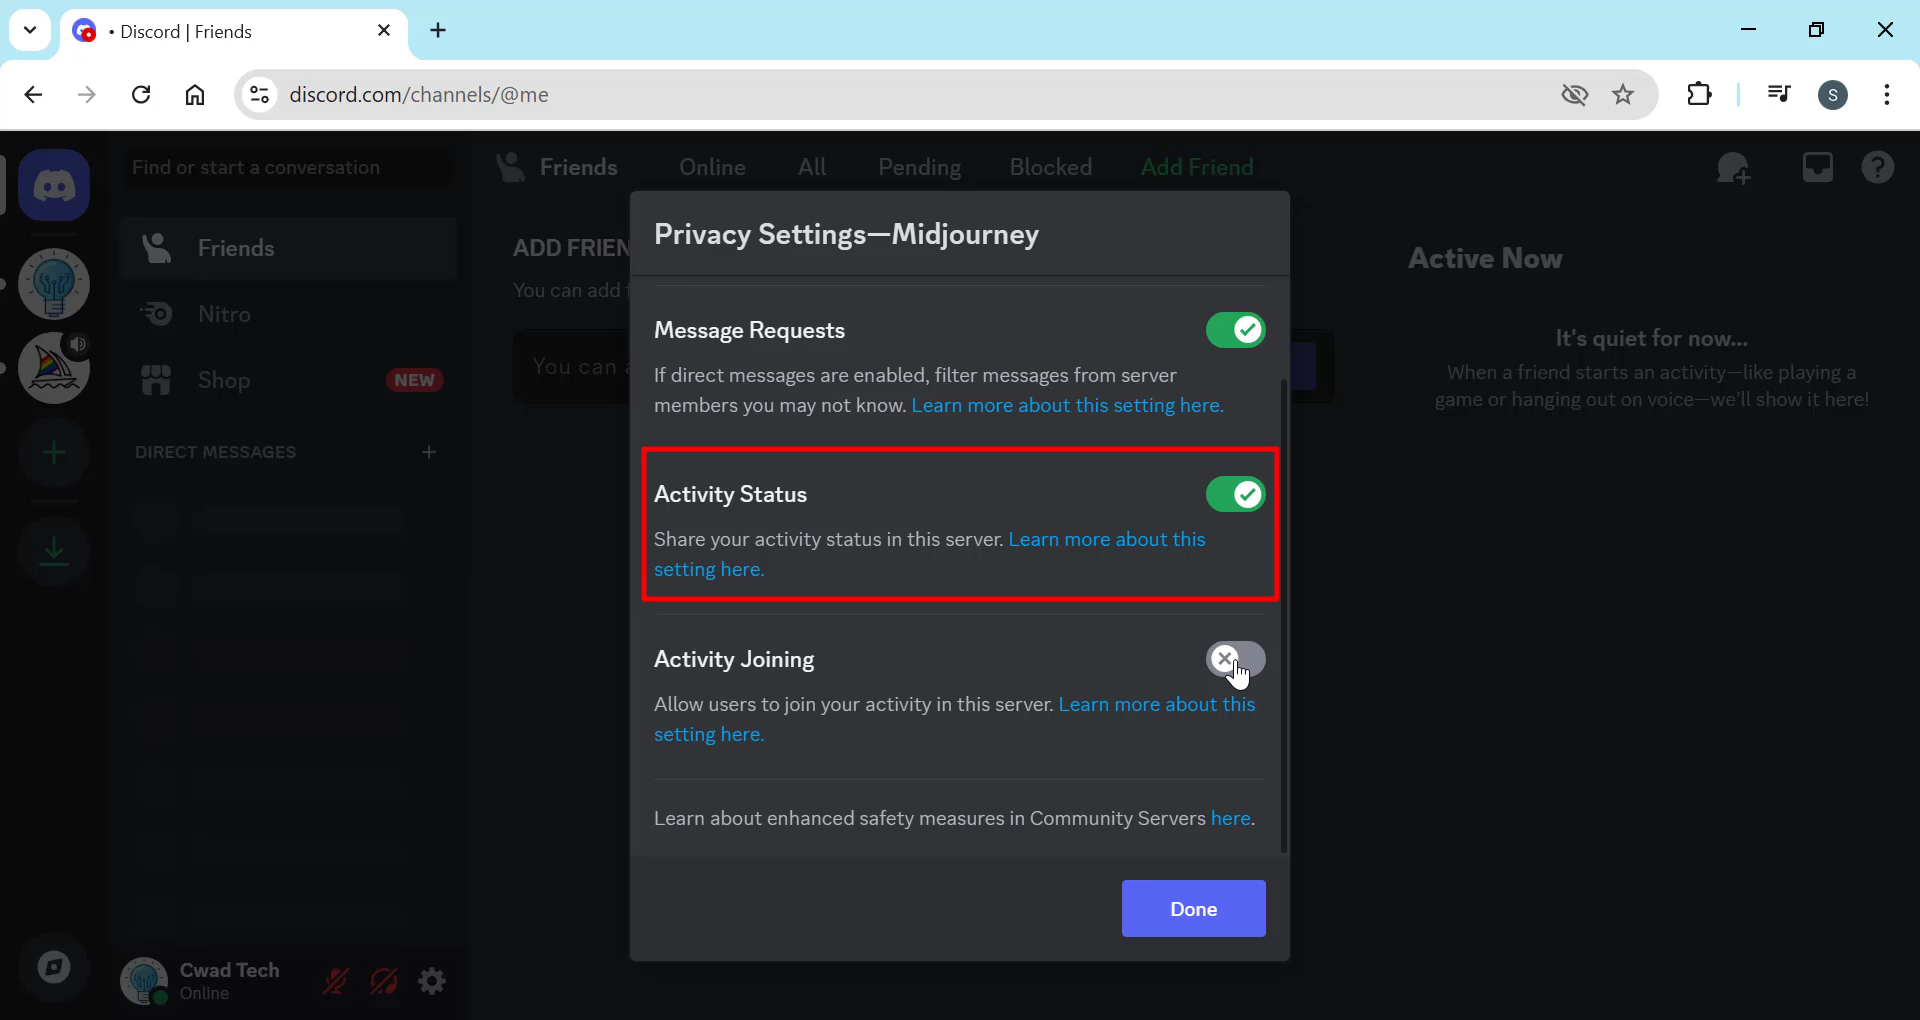 • Discord | Friends
discord.com/channels/@me
S
Find or start a conversation
Friends
Nitro
Shop
NEW
DIRECT MESSAGES
Cwad Tech
Online
Friends
Online
All
Pending
Blocked
Add Friend
ADD FRIEN
You can add f
You can a
Privacy Settings—Midjourney
Message Requests
If direct messages are enabled, filter messages from server
members you may not know. Learn more about this setting here.
Activity Status
Share your activity status in this server. Learn more about this
setting here.
Activity Joining
Allow users to join your activity in this server. Learn more about this
setting here.
Learn about enhanced safety measures in Community Servers here.
Done
Active Now
It's quiet for now...
When a friend starts an activity—like playing a
game or hanging out on voice—we'll show it here!